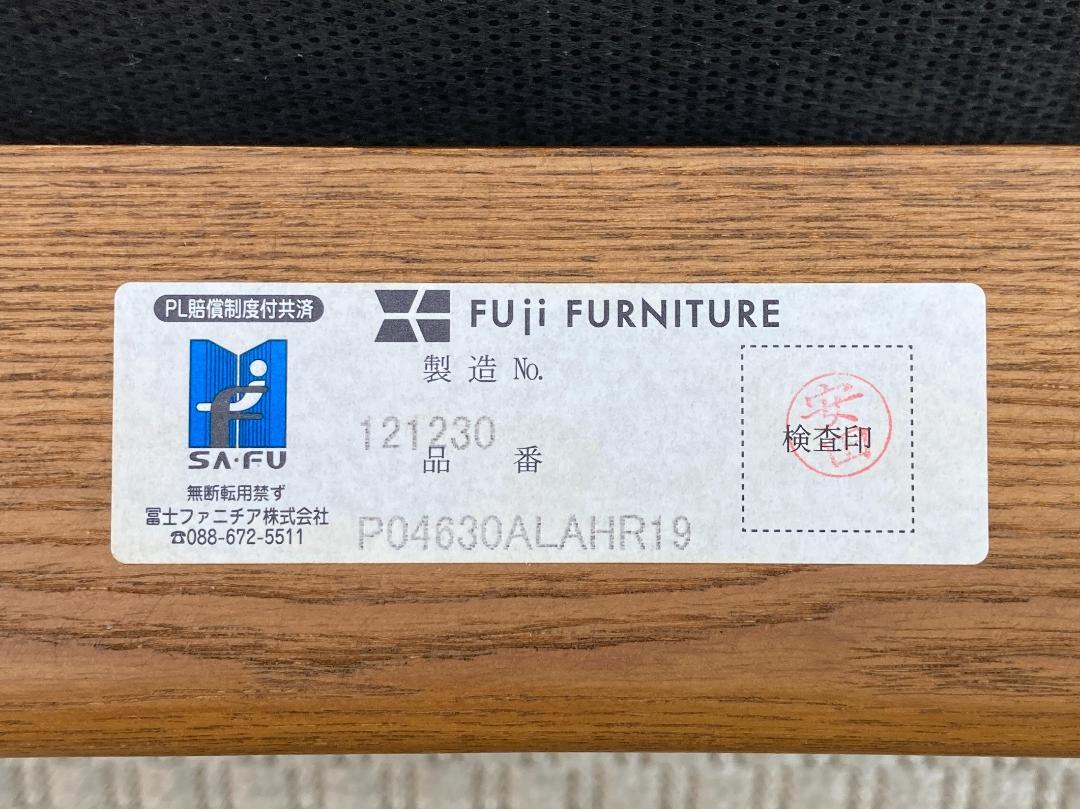 PL賠償制度付共済
SA・FU
無断転用禁ず
冨士ファニチア株式会社
☎088-672-5511
FUji FURNITURE
製造 No.
121230
品番
P04630ALAHR19
検査印
安田